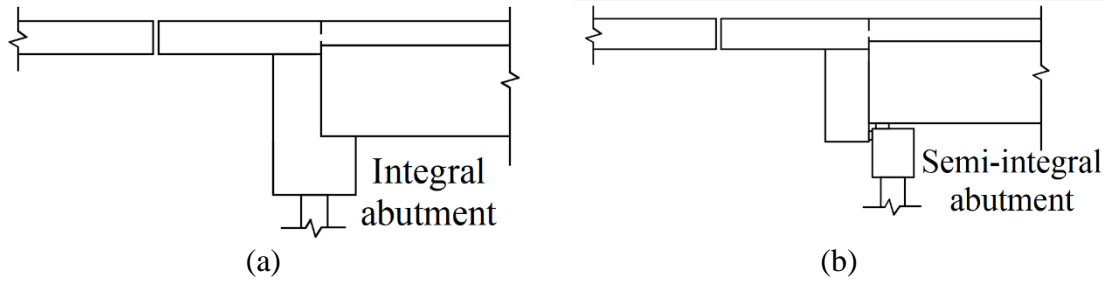 Integral
abutment
Semi-integral
abutment
(a)
(b)